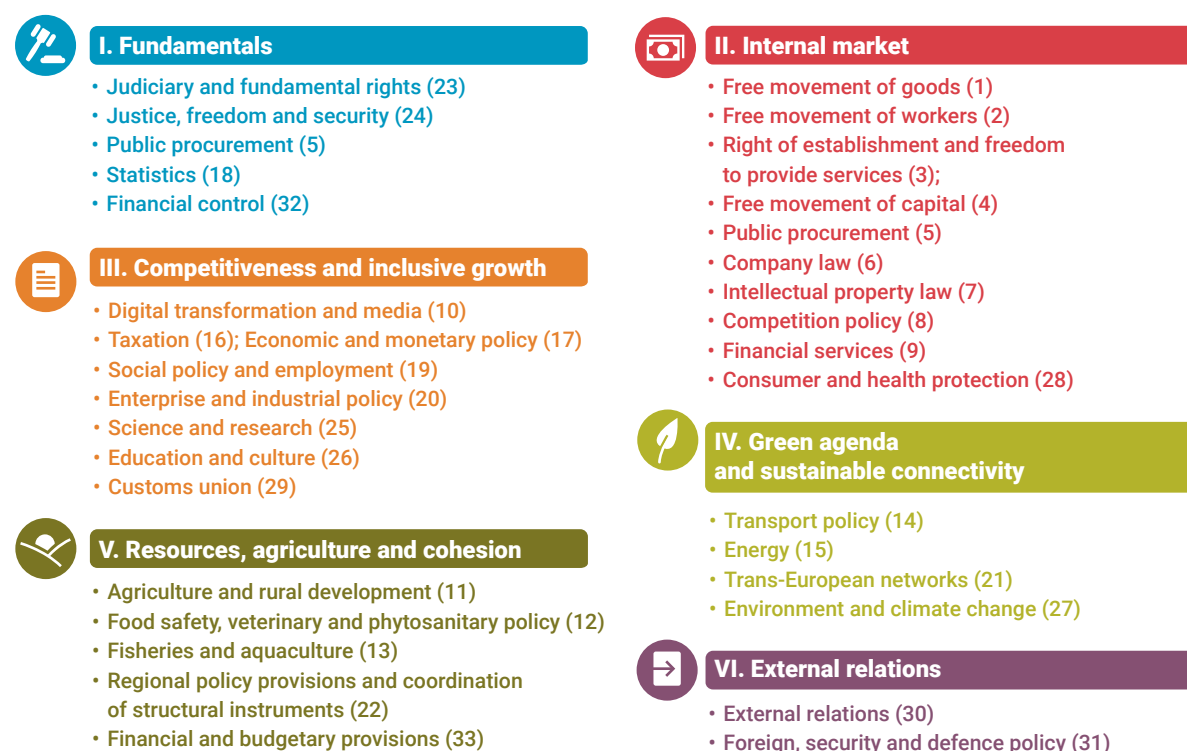 I. Fundamentals
• Judiciary and fundamental rights (23)
• Justice, freedom and security (24)
• Public procurement (5)
• Statistics (18)
• Financial control (32)
II. Internal market
• Free movement of goods (1)
• Free movement of workers (2)
• Right of establishment and freedom
to provide services (3);
• Free movement of capital (4)
• Public procurement (5)
• Company law (6)
• Intellectual property law (7)
• Competition policy (8)
• Financial services (9)
• Consumer and health protection (28)
III. Competitiveness and inclusive growth
• Digital transformation and media (10)
• Taxation (16); Economic and monetary policy (17)
• Social policy and employment (19)
• Enterprise and industrial policy (20)
• Science and research (25)
• Education and culture (26)
• Customs union (29)
IV. Green agenda
and sustainable connectivity
• Transport policy (14)
• Energy (15)
• Trans-European networks (21)
• Environment and climate change (27)
V. Resources, agriculture and cohesion
• Agriculture and rural development (11)
• Food safety, veterinary and phytosanitary policy (12)
• Fisheries and aquaculture (13)
• Regional policy provisions and coordination
of structural instruments (22)
• Financial and budgetary provisions (33)
VI. External relations
• External relations (30)
• Foreign, security and defence policy (31)